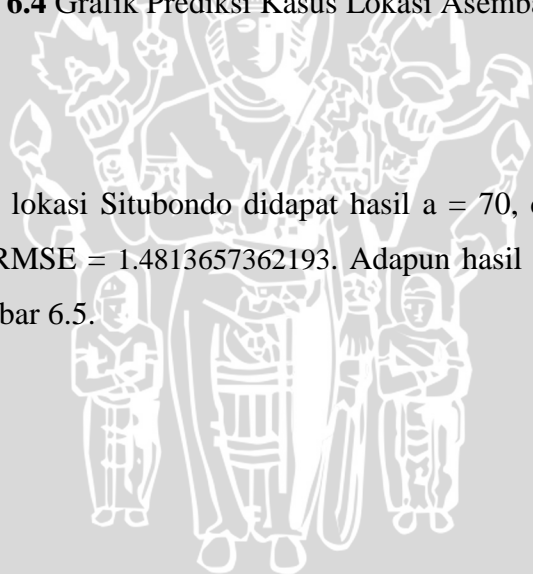 6.4 Grafik Prediksi Kasus Lokasi
lokasi Situbondo didapat hasil a = 70,
RMSE = 1.4813657362193. Adapun hasil
bar 6.5.